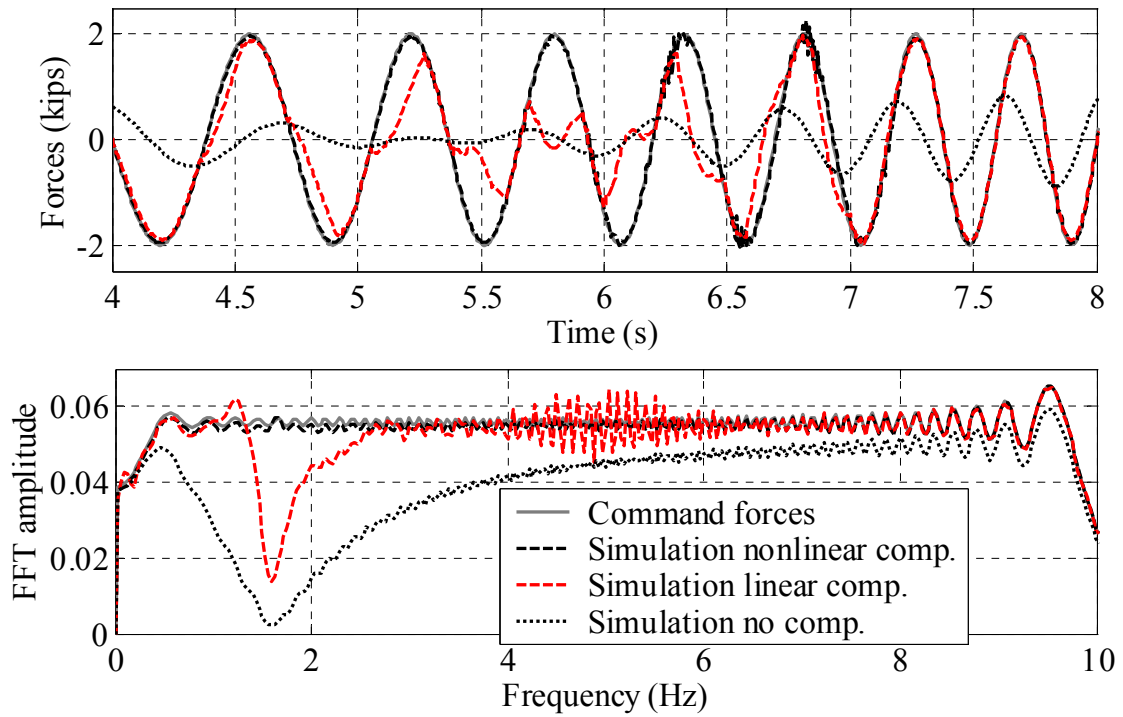 2
0
-2
Forces (kips)
4 4.5 5 5.5 6 6.5 7 7.5 8
Time (s)
0.06
0.04
0.02
0
FFT amplitude
Command forces
Simulation nonlinear comp.
Simulation linear comp.
Simulation no comp.
0 2 4 6 8 10
Frequency (Hz)